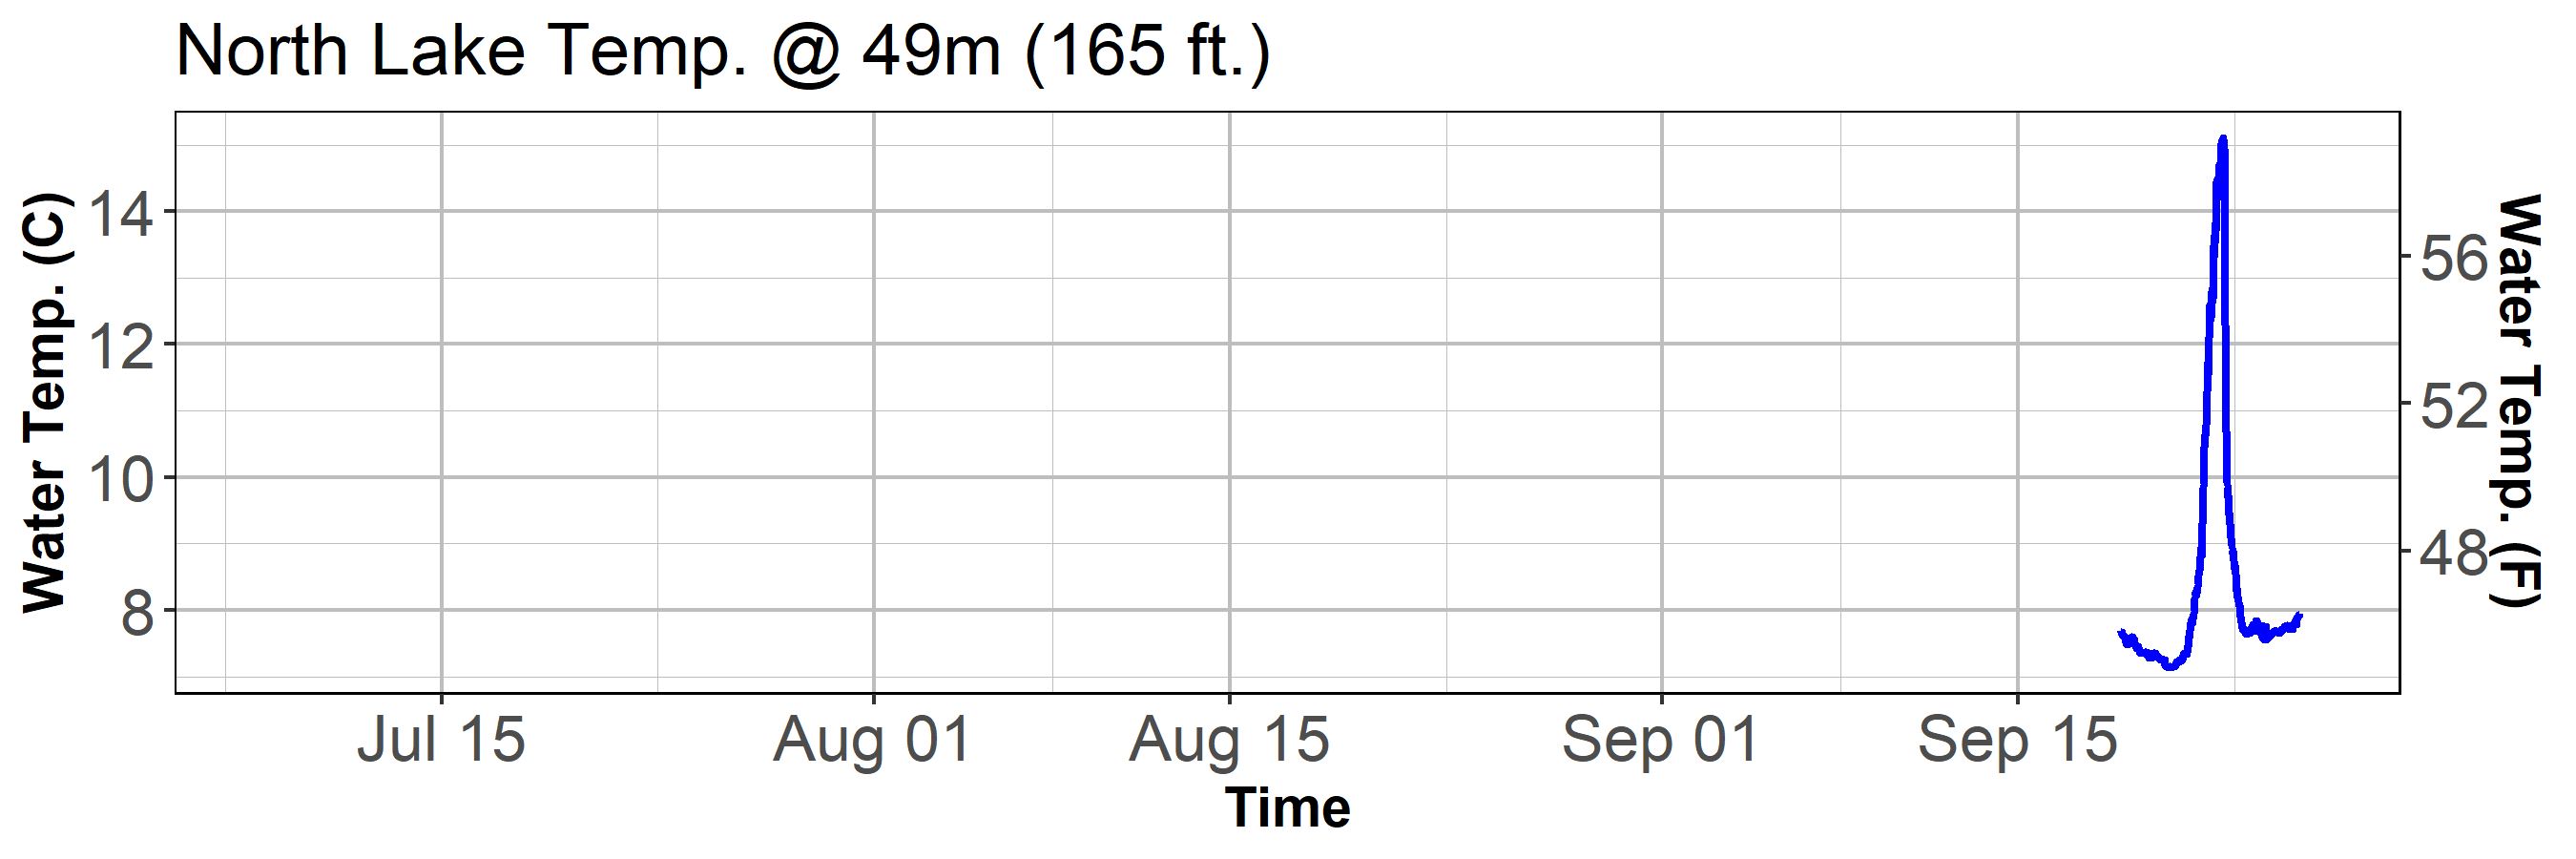 North Lake Temp. @ 49m (165 ft.)
Water Temp. (C)
14
12
10
8
56
52
48
Water Temp. (F)
Jul 15
Aug 01
Aug 15
Sep 01
Sep 15
Time